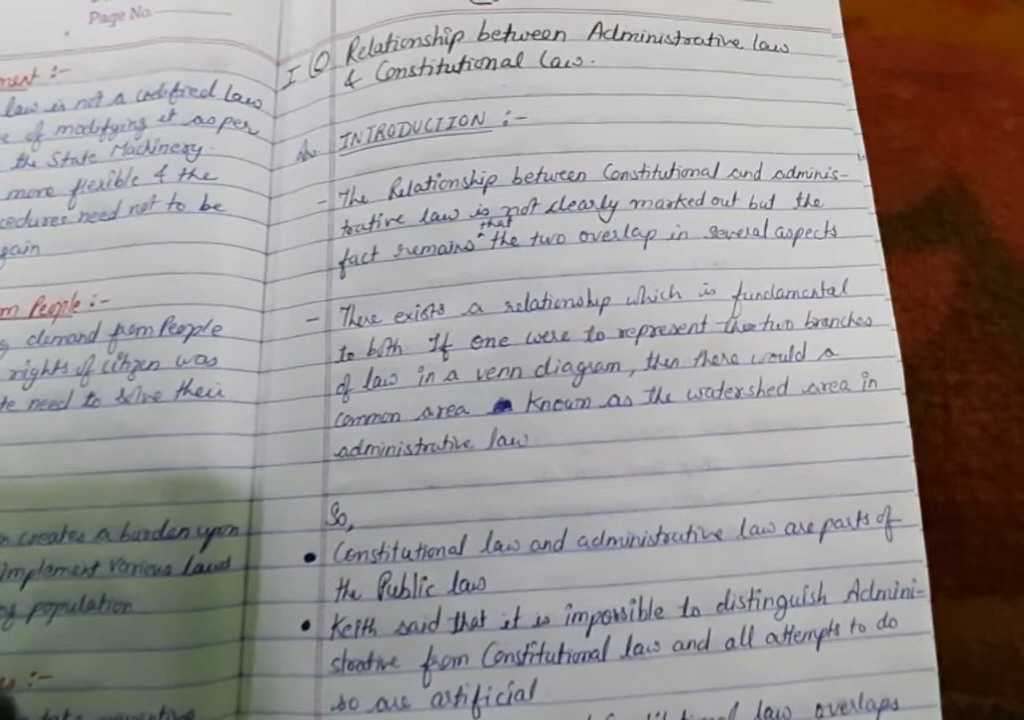 Page No.
ment :-
law is not a codified law
e of modifying it as per
the State Machinery.
more flexible & the
cedures need not to be
gain
m People :-
demand from People
rights of citizen was
te need to solve their
n creates a burden upon
implement various laws
of population
:-
I Relationship between Administrative law
& Constitutional law.
INTRODUCTION :-
- The Relationship between Constitutional and adminis-
trative law is not clearly marked out but the
fact remains that the two overlap in several aspects
- There exists a relationship which is fundamental
to both If one were to represent the two branches
of law in a venn diagram, then there would a
common area known as the watershed area in
administrative law
So,
• Constitutional law and administrative law are parts of
the Public law
• Keith said that it is impossible to distinguish Admini-
strative from Constitutional law and all attempts to do
so are artificial
law overlaps